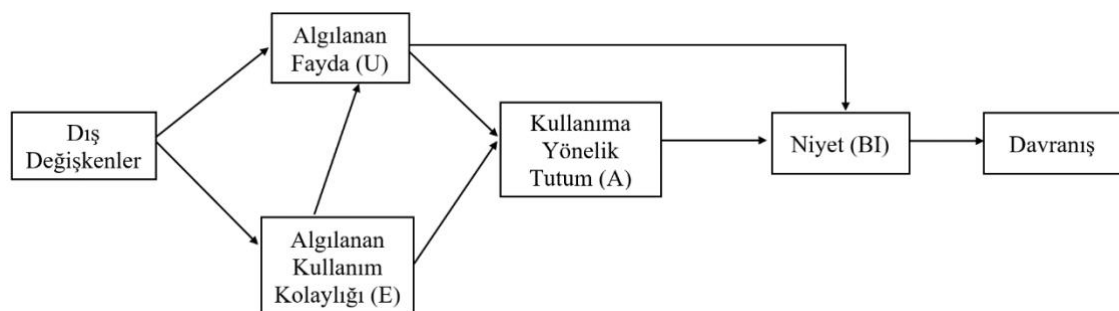 Dış
Değişkenler
Algılanan
Fayda (U)
Algılanan
Kullanım
Kolaylığı (E)
Kullanıma
Yönelik
Tutum (A)
Niyet (BI)
Davranış